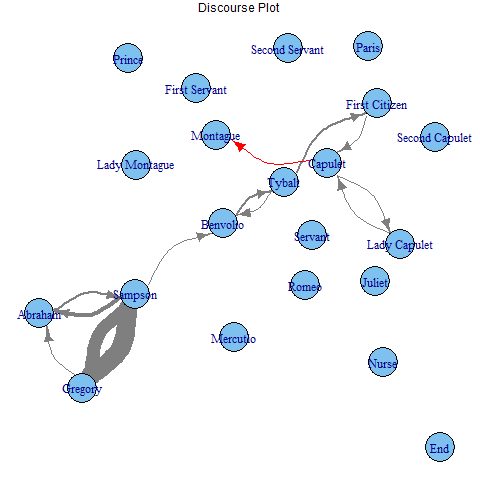 Discourse Plot
Second Servant
Paris
Prince
First Servant
First Citizen
Montague
Second Capulet
Lady Montague
Capulet
Tybalt
Benvolio
Servant
Lady Capulet
Romeo
Juliet
Sampson
Abraham
Mercutio
Nurse
Gregory
End